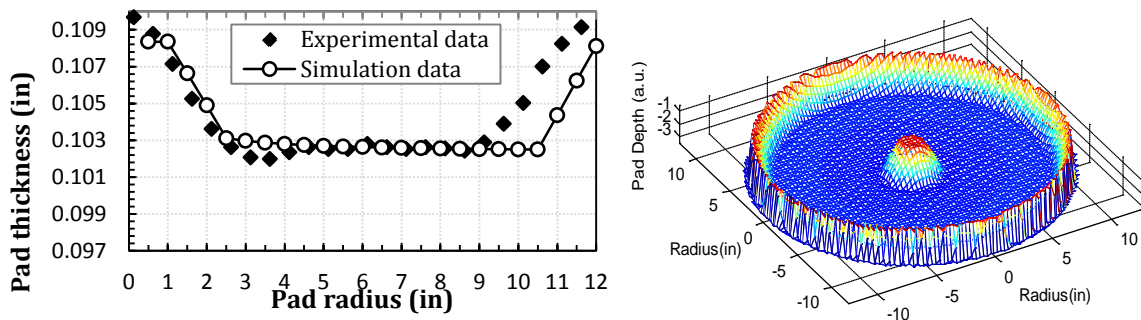 0.109
0.107
0.105
0.103
0.101
0.099
0.097
Pad thickness (in)
Experimental data
Simulation data
0 1 2 3 4 5 6 7 8 9 10 11 12
Pad radius (in)
Pad Depth (a.u.)
-1
-2
-3
10
5
0
-5
-10
Radius(in)
-10
-5
0
5
10
Radius(in)